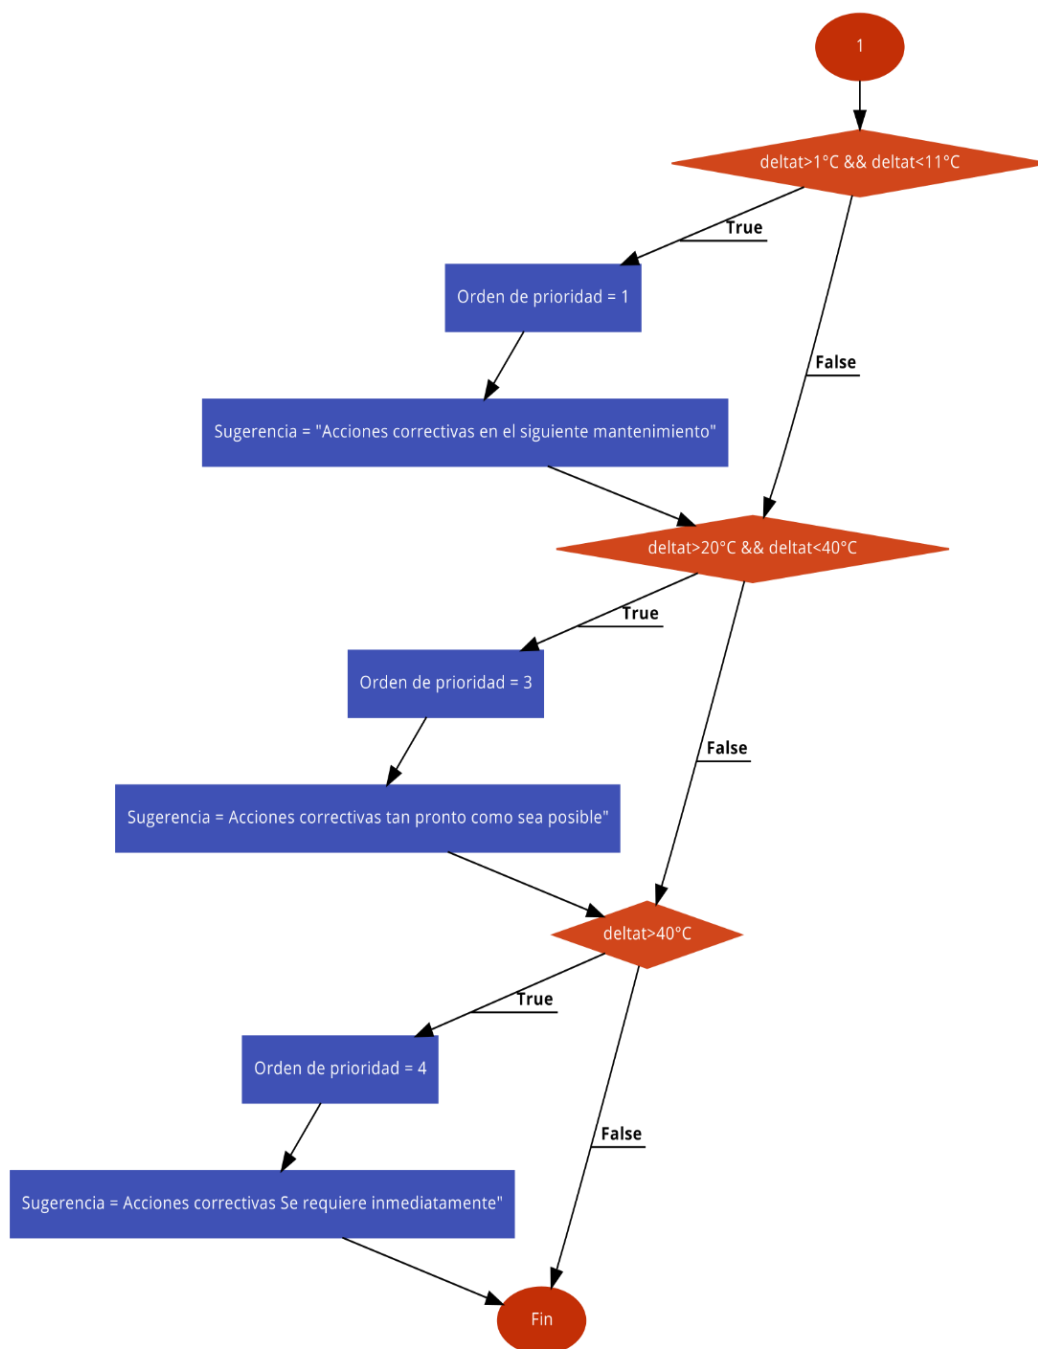 1
deltat>1°C && deltat<11°C
True
Orden de prioridad = 1
False
Sugerencia = "Acciones correctivas en el siguiente mantenimiento"
deltat>20°C && deltat<40°C
True
Orden de prioridad = 3
False
Sugerencia = Acciones correctivas tan pronto como sea posible"
deltat>40°C
True
Orden de prioridad = 4
False
Sugerencia = Acciones correctivas Se requiere inmediatamente"
Fin